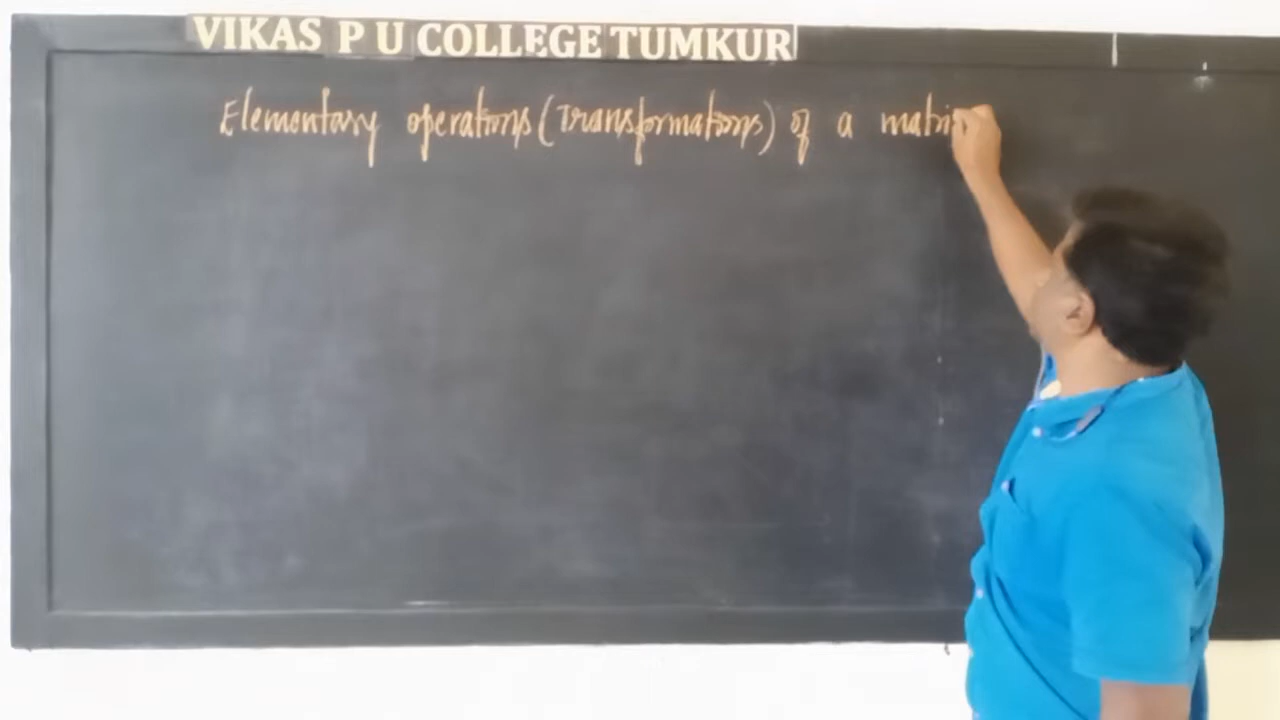 VIKAS P U COLLEGE TUMKUR
Elementary operations (Transformations) of a matri